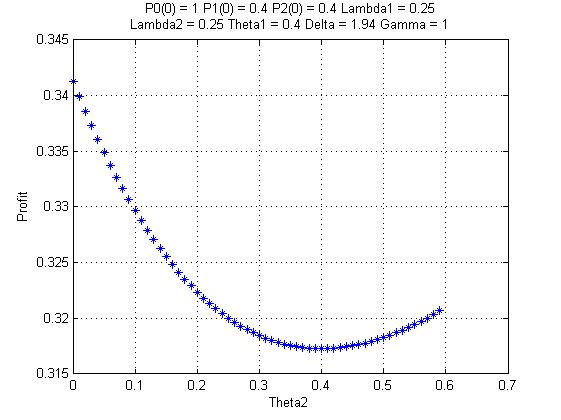 P0(0) = 1 P1(0) = 0.4 P2(0) = 0.4 Lambda1 = 0.25
Lambda2 = 0.25 Theta1 = 0.4 Delta = 1.94 Gamma = 1
0.345
0.34
0.335
0.33
0.325
0.32
0.315
Profit
0 0.1 0.2 0.3 0.4 0.5 0.6 0.7
Theta2